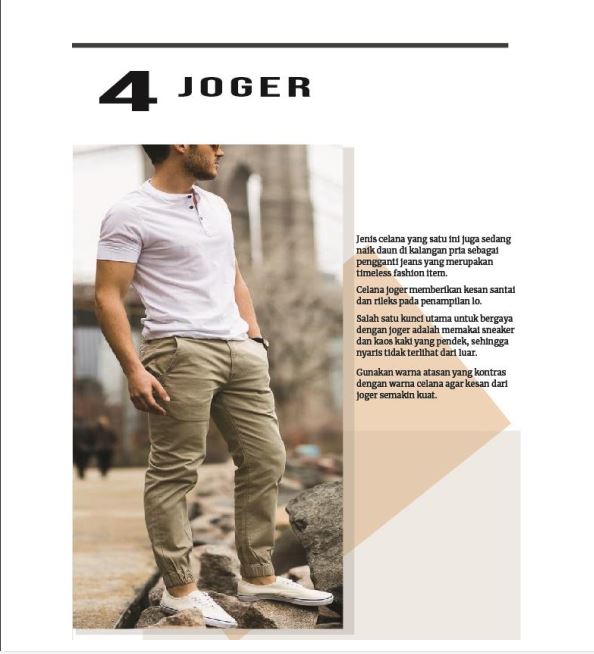 4 JOGER
Jenis celana yang satu ini juga sedang
naik daun di kalangan pria sebagai
pengganti jeans yang merupakan
timeless fashion item.
Celana joger memberikan kesan santai
dan rileks pada penampilan lo.
Salah satu kunci utama untuk bergaya
dengan joger adalah memakai sneaker
dan kaos kaki yang pendek, sehingga
nyaris tidak terlihat dari luar.
Gunakan warna atasan yang kontras
dengan warna celana agar kesan dari
joger semakin kuat.